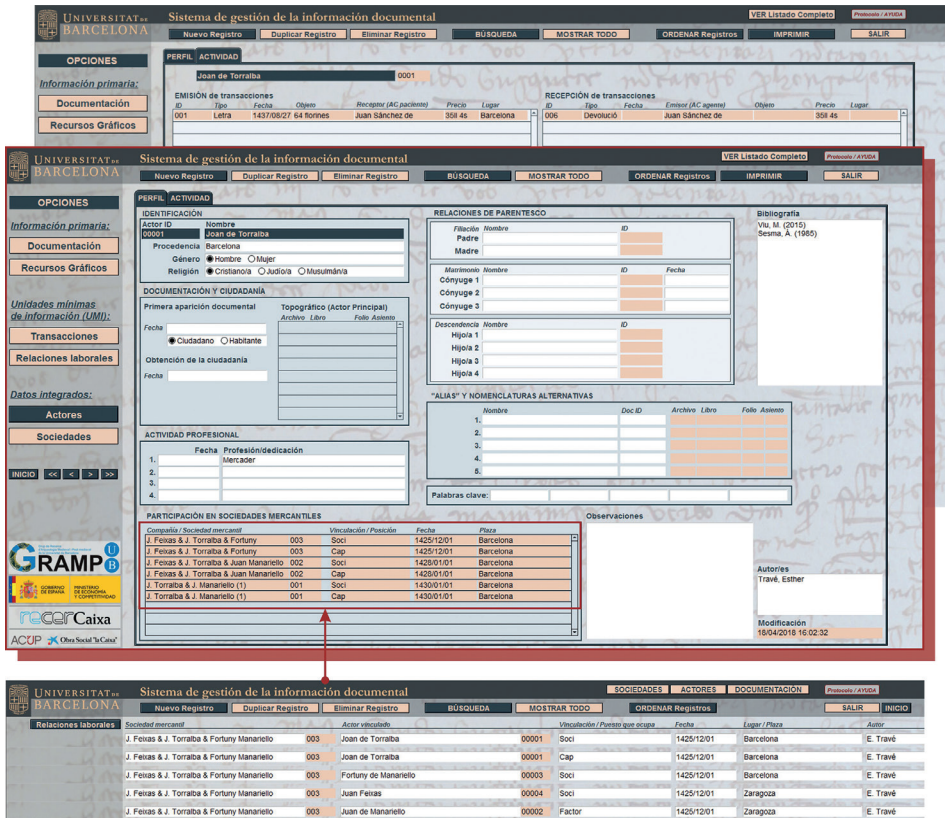 UNIVERSITAT DE BARCELONA
Sistema de gestión de la información documental
VER Listado Completo
Protocolo / AYUDA
Nuevo Registro Duplicar Registro Eliminar Registro BÚSQUEDA MOSTRAR TODO ORDENAR Registros IMPRIMIR SALIR
OPCIONES
Información primaria:
Documentación
Recursos Gráficos
PERFIL ACTIVIDAD
Joan de Torralba 0001
EMISIÓN de transacciones
ID Tipo Fecha Objeto Receptor (AC paciente) Precio Lugar
001 Letra 1437/08/27 64 florines Juan Sánchez de 35ll 4s Barcelona
RECEPCIÓN de transacciones
ID Tipo Fecha Emisor (AC agente) Objeto Precio Lugar
006 Devolució Juan Sánchez de 35ll 4s
UNIVERSITAT DE BARCELONA
Sistema de gestión de la información documental
VER Listado Completo
Protocolo / AYUDA
Nuevo Registro Duplicar Registro Eliminar Registro BÚSQUEDA MOSTRAR TODO ORDENAR Registros IMPRIMIR SALIR
OPCIONES
Información primaria:
Documentación
Recursos Gráficos
Unidades mínimas
de información (UMI):
Transacciones
Relaciones laborales
Datos integrados:
Actores
Sociedades
INICIO << < > >>
GRAMP UB
GOBIERNO DE ESPAÑA
MINISTERIO DE ECONOMÍA Y COMPETITIVIDAD
recerCaixa
ACUP Obra Social "la Caixa"
PERFIL ACTIVIDAD
IDENTIFICACIÓN
Actor ID Nombre
00001 Joan de Torralba
Procedencia Barcelona
Género Hombre Mujer
Religión Cristiano/a Judío/a Musulmán/a
DOCUMENTACIÓN Y CIUDADANÍA
Primera aparición documental
Fecha
Ciudadano Habitante
Obtención de la ciudadanía
Fecha
Topográfico (Actor Principal)
Archivo Libro Folio Asiento
ACTIVIDAD PROFESIONAL
Fecha Profesión/dedicación
1. Mercader
2.
3.
4.
RELACIONES DE PARENTESCO
Filiación Nombre ID
Padre
Madre
Matrimonio Nombre ID Fecha
Cónyuge 1
Cónyuge 2
Cónyuge 3
Descendencia Nombre ID
Hijo/a 1
Hijo/a 2
Hijo/a 3
Hijo/a 4
"ALIAS" Y NOMENCLATURAS ALTERNATIVAS
Nombre Doc ID Archivo Libro Folio Asiento
1.
2.
3.
4.
5.
Palabras clave:
Bibliografía
Viu, M. (2015)
Sesma, Á. (1985)
PARTICIPACIÓN EN SOCIEDADES MERCANTILES
Compañía / Sociedad mercantil Vinculación / Posición Fecha Plaza
J. Feixas & J. Torralba & Fortuny 003 Soci 1425/12/01 Barcelona
J. Feixas & J. Torralba & Fortuny 003 Cap 1425/12/01 Barcelona
J. Feixas & J. Torralba & Juan Manariello 002 Soci 1428/01/01 Barcelona
J. Feixas & J. Torralba & Juan Manariello 002 Cap 1428/01/01 Barcelona
J. Torralba & J. Manariello (1) 001 Soci 1430/01/01 Barcelona
J. Torralba & J. Manariello (1) 001 Cap 1430/01/01 Barcelona
Observaciones
Autor/es
Travé, Esther
Modificación
18/04/2018 16:02:32
UNIVERSITAT DE BARCELONA
Sistema de gestión de la información documental
SOCIEDADES ACTORES DOCUMENTACIÓN
Protocolo / AYUDA
Nuevo Registro Duplicar Registro Eliminar Registro BÚSQUEDA MOSTRAR TODO ORDENAR Registros SALIR INICIO
Relaciones laborales
Sociedad mercantil Actor vinculado Vinculación / Puesto que ocupa Fecha Lugar / Plaza Autor
J. Feixas & J. Torralba & Fortuny Manariello 003 Joan de Torralba 00001 Soci 1425/12/01 Barcelona E. Travé
J. Feixas & J. Torralba & Fortuny Manariello 003 Joan de Torralba 00001 Cap 1425/12/01 Barcelona E. Travé
J. Feixas & J. Torralba & Fortuny Manariello 003 Fortuny de Manariello 00003 Soci 1425/12/01 Barcelona E. Travé
J. Feixas & J. Torralba & Fortuny Manariello 003 Juan Feixas 00004 Soci 1425/12/01 Zaragoza E. Travé
J. Feixas & J. Torralba & Fortuny Manariello 003 Juan de Manariello 00002 Factor 1425/12/01 Zaragoza E. Travé